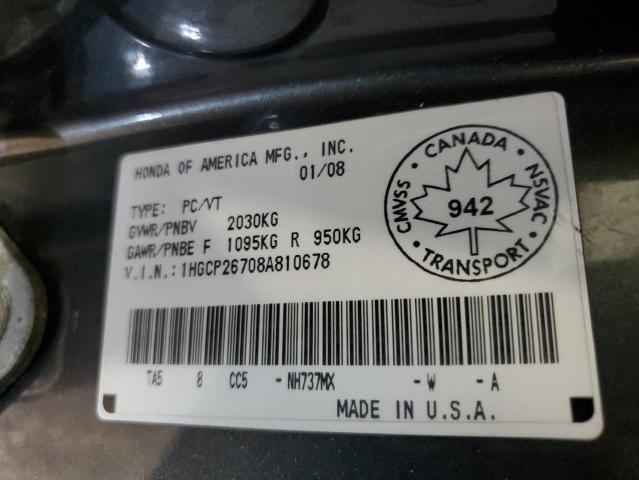 HONDA OF AMERICA MFG., INC.
01/08
TYPE: PC/VT
GVWR/PNBV 2030KG
GAWR/PNBE F 1095KG R 950KG
V.I.N.: 1HGCP26708A810678
CANADA
CMVSS NSVAC
942
TRANSPORT
TA5 8 CC5 -NH737MX -W -A
MADE IN U.S.A.